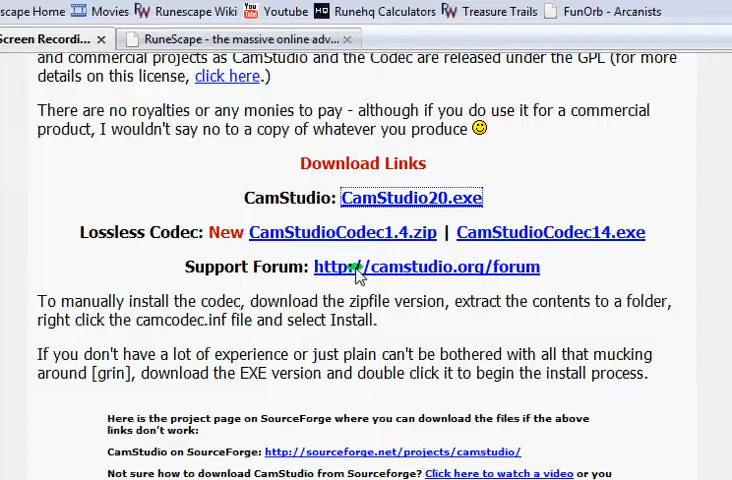 scape Home Movies Runescape Wiki Youtube Runehq Calculators Treasure Trails FunOrb - Arcanists
Screen Recordi... RuneScape - the massive online adv...
and commercial projects as CamStudio and the Codec are released under the GPL (for more
details on this license, click here.)
There are no royalties or any monies to pay - although if you do use it for a commercial
product, I wouldn't say no to a copy of whatever you produce
Download Links
CamStudio: CamStudio20.exe
Lossless Codec: New CamStudioCodec1.4.zip | CamStudioCodec14.exe
Support Forum: http://camstudio.org/forum
To manually install the codec, download the zipfile version, extract the contents to a folder,
right click the camcodec.inf file and select Install.
If you don't have a lot of experience or just plain can't be bothered with all that mucking
around [grin], download the EXE version and double click it to begin the install process.
Here is the project page on SourceForge where you can download the files if the above
links don't work:
CamStudio on SourceForge: http://sourceforge.net/projects/camstudio/
Not sure how to download CamStudio from Sourceforge? Click here to watch a video or you